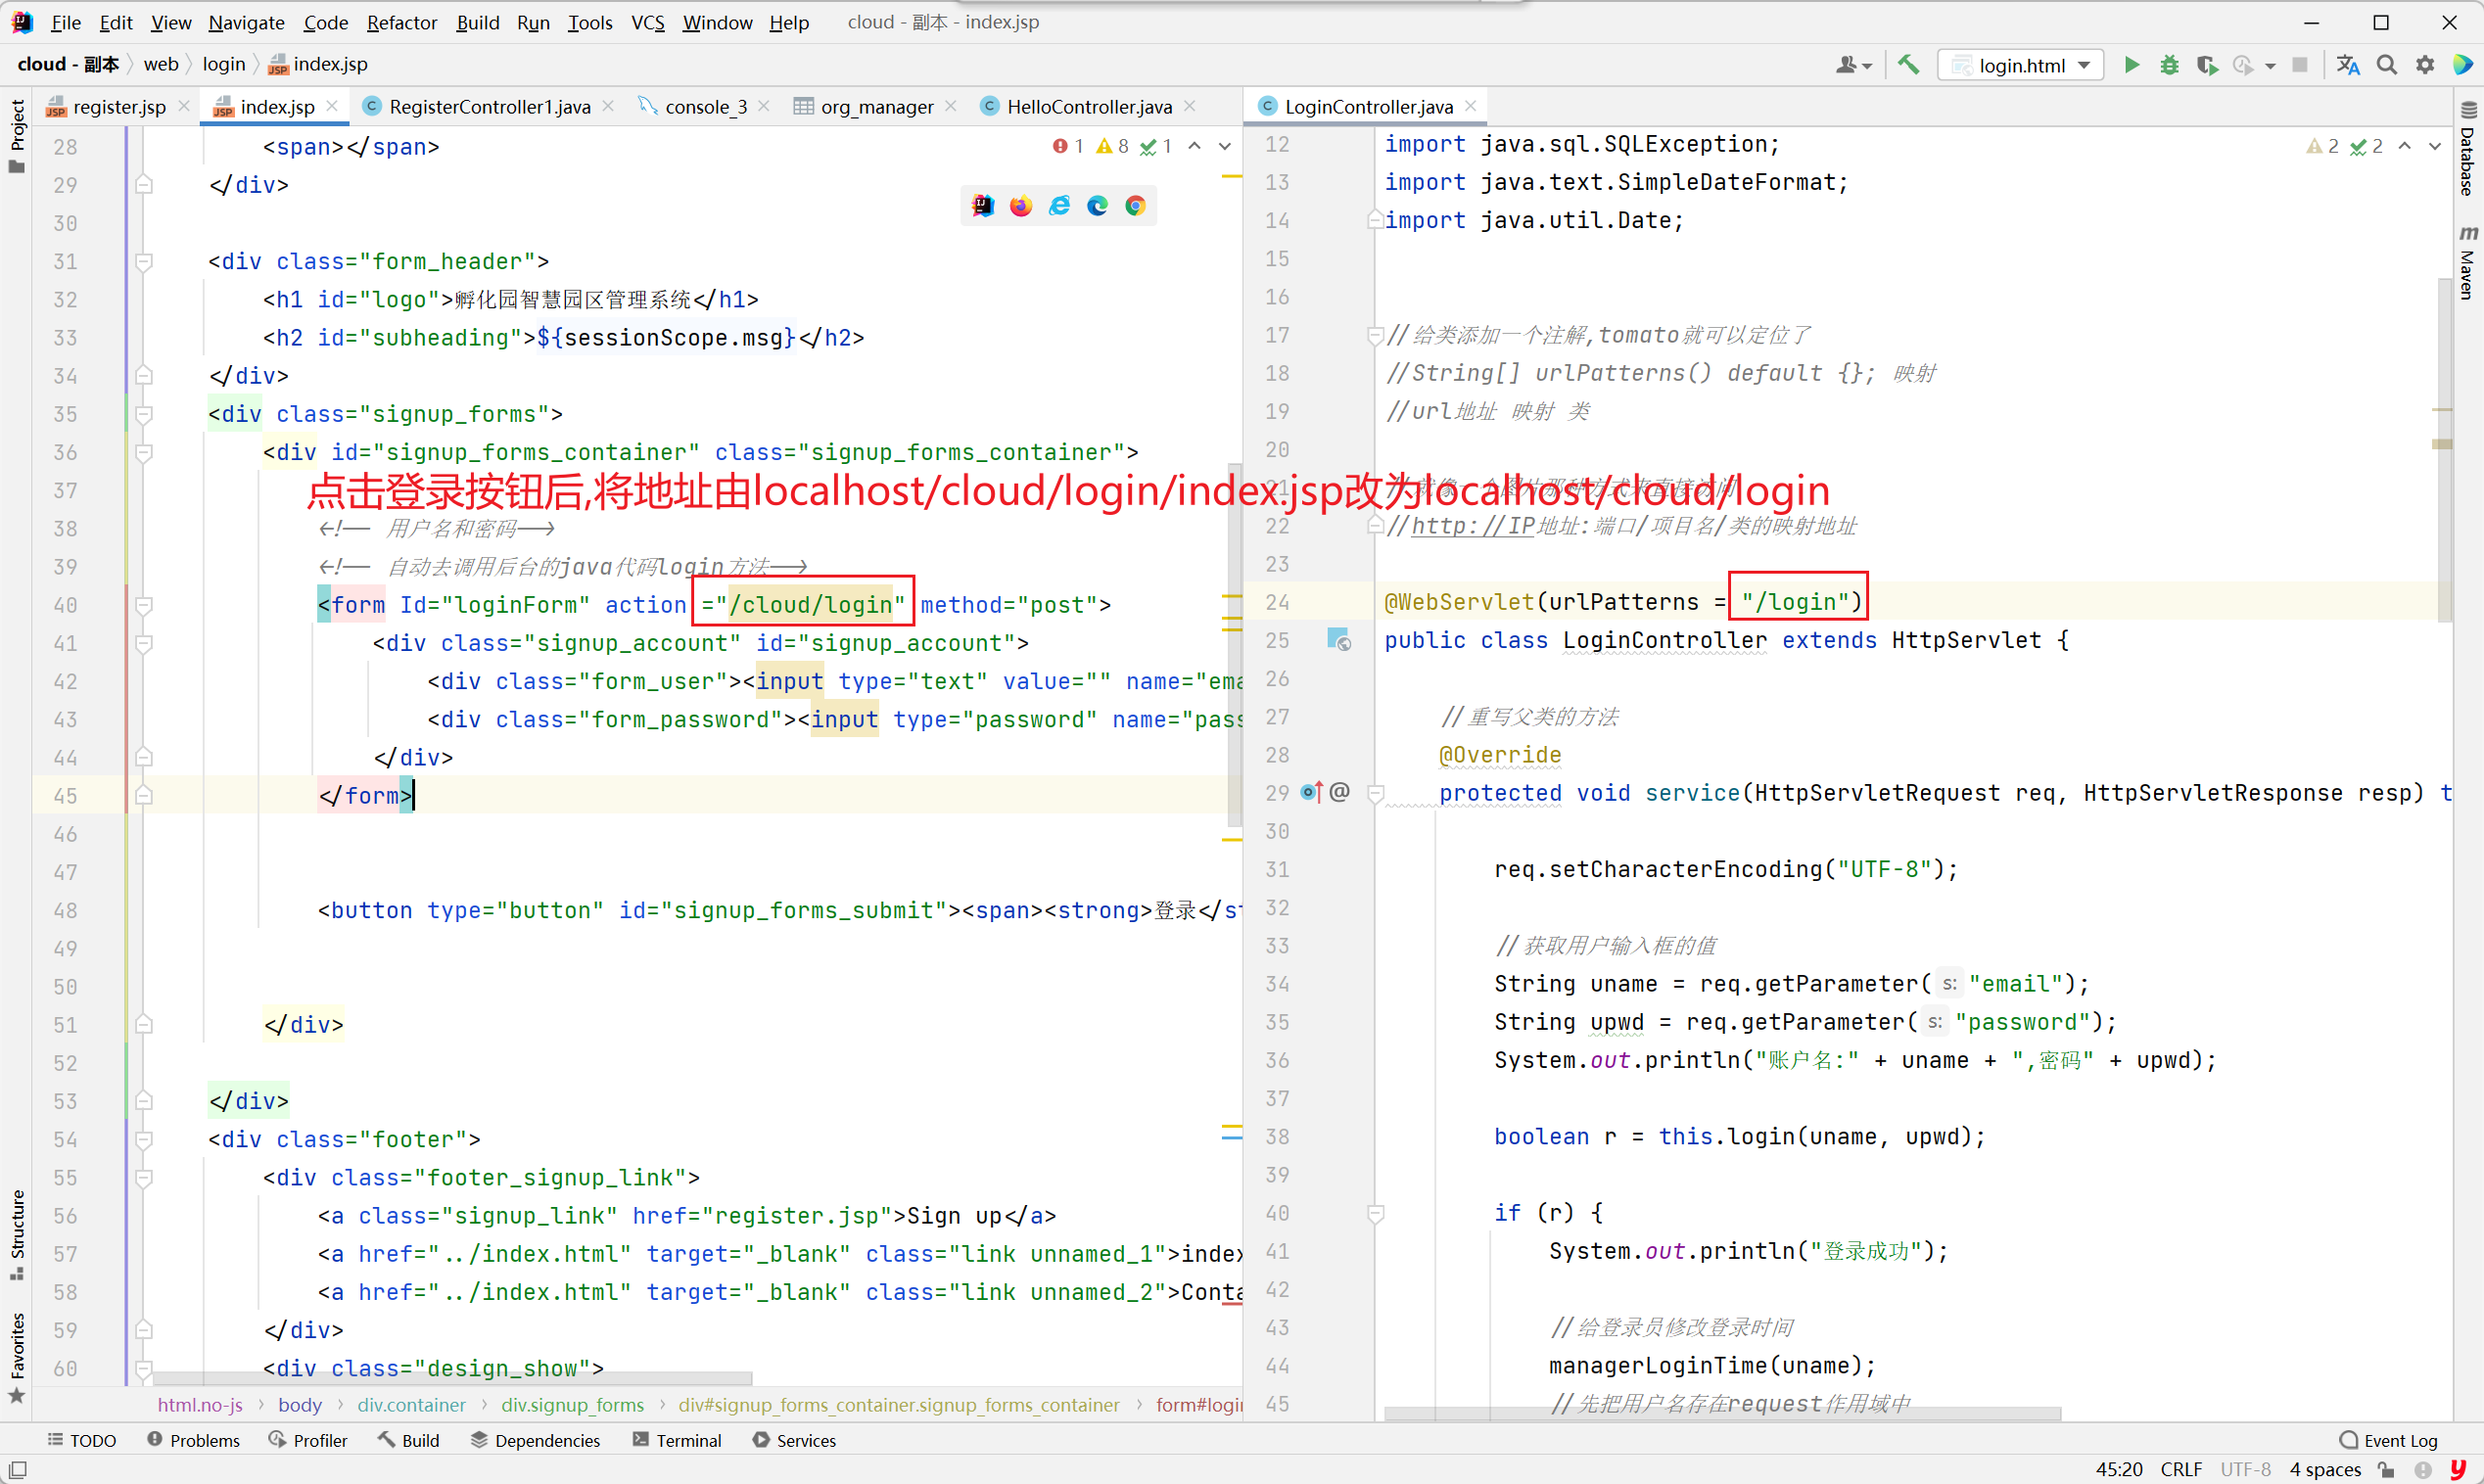 File Edit View Navigate Code Refactor Build Run Tools VCS Window Help cloud - 副本 - index.jsp
cloud - 副本 web login index.jsp
login.html
register.jsp index.jsp RegisterController1.java console_3 org_manager HelloController.java
LoginController.java
Project
Structure
Favorites
1 8 1
28 <span></span>
29 </div>
30
31 <div class="form_header">
32 <h1 id="logo">孵化园智慧园区管理系统</h1>
33 <h2 id="subheading">${sessionScope.msg}</h2>
34 </div>
35 <div class="signup_forms">
36 <div id="signup_forms_container" class="signup_forms_container">
37
点击登录按钮后,将地址由localhost/cloud/login/index.jsp改为localhost/cloud/login
38 <!-- 用户名和密码-->
39 <!-- 自动去调用后台的java代码login方法-->
40 <form Id="loginForm" action ="/cloud/login" method="post">
41 <div class="signup_account" id="signup_account">
42 <div class="form_user"><input type="text" value="" name="ema
43 <div class="form_password"><input type="password" name="pass
44 </div>
45 </form>
46
47
48 <button type="button" id="signup_forms_submit"><span><strong>登录</st
49
50
51 </div>
52
53 </div>
54 <div class="footer">
55 <div class="footer_signup_link">
56 <a class="signup_link" href="register.jsp">Sign up</a>
57 <a href="../index.html" target="_blank" class="link unnamed_1">index
58 <a href="../index.html" target="_blank" class="link unnamed_2">Conta
59 </div>
60 <div class="design_show">
html.no-js body div.container div.signup_forms div#signup_forms_container.signup_forms_container form#login
2 2
12 import java.sql.SQLException;
13 import java.text.SimpleDateFormat;
14 import java.util.Date;
15
16
17 //给类添加一个注解,tomato就可以定位了
18 //String[] urlPatterns() default {}; 映射
19 //url地址 映射 类
20
21
22 //http://IP地址:端口/项目名/类的映射地址
23
24 @WebServlet(urlPatterns = "/login")
25 public class LoginController extends HttpServlet {
26
27 //重写父类的方法
28 @Override
29 protected void service(HttpServletRequest req, HttpServletResponse resp) t
30
31 req.setCharacterEncoding("UTF-8");
32
33 //获取用户输入框的值
34 String uname = req.getParameter( s: "email");
35 String upwd = req.getParameter( s: "password");
36 System.out.println("账户名:" + uname + ",密码" + upwd);
37
38 boolean r = this.login(uname, upwd);
39
40 if (r) {
41 System.out.println("登录成功");
42
43 //给登录员修改登录时间
44 managerLoginTime(uname);
45 //先把用户名存在request作用域中
Database
Maven
TODO Problems Profiler Build Dependencies Terminal Services Event Log
45:20 CRLF UTF-8 4 spaces